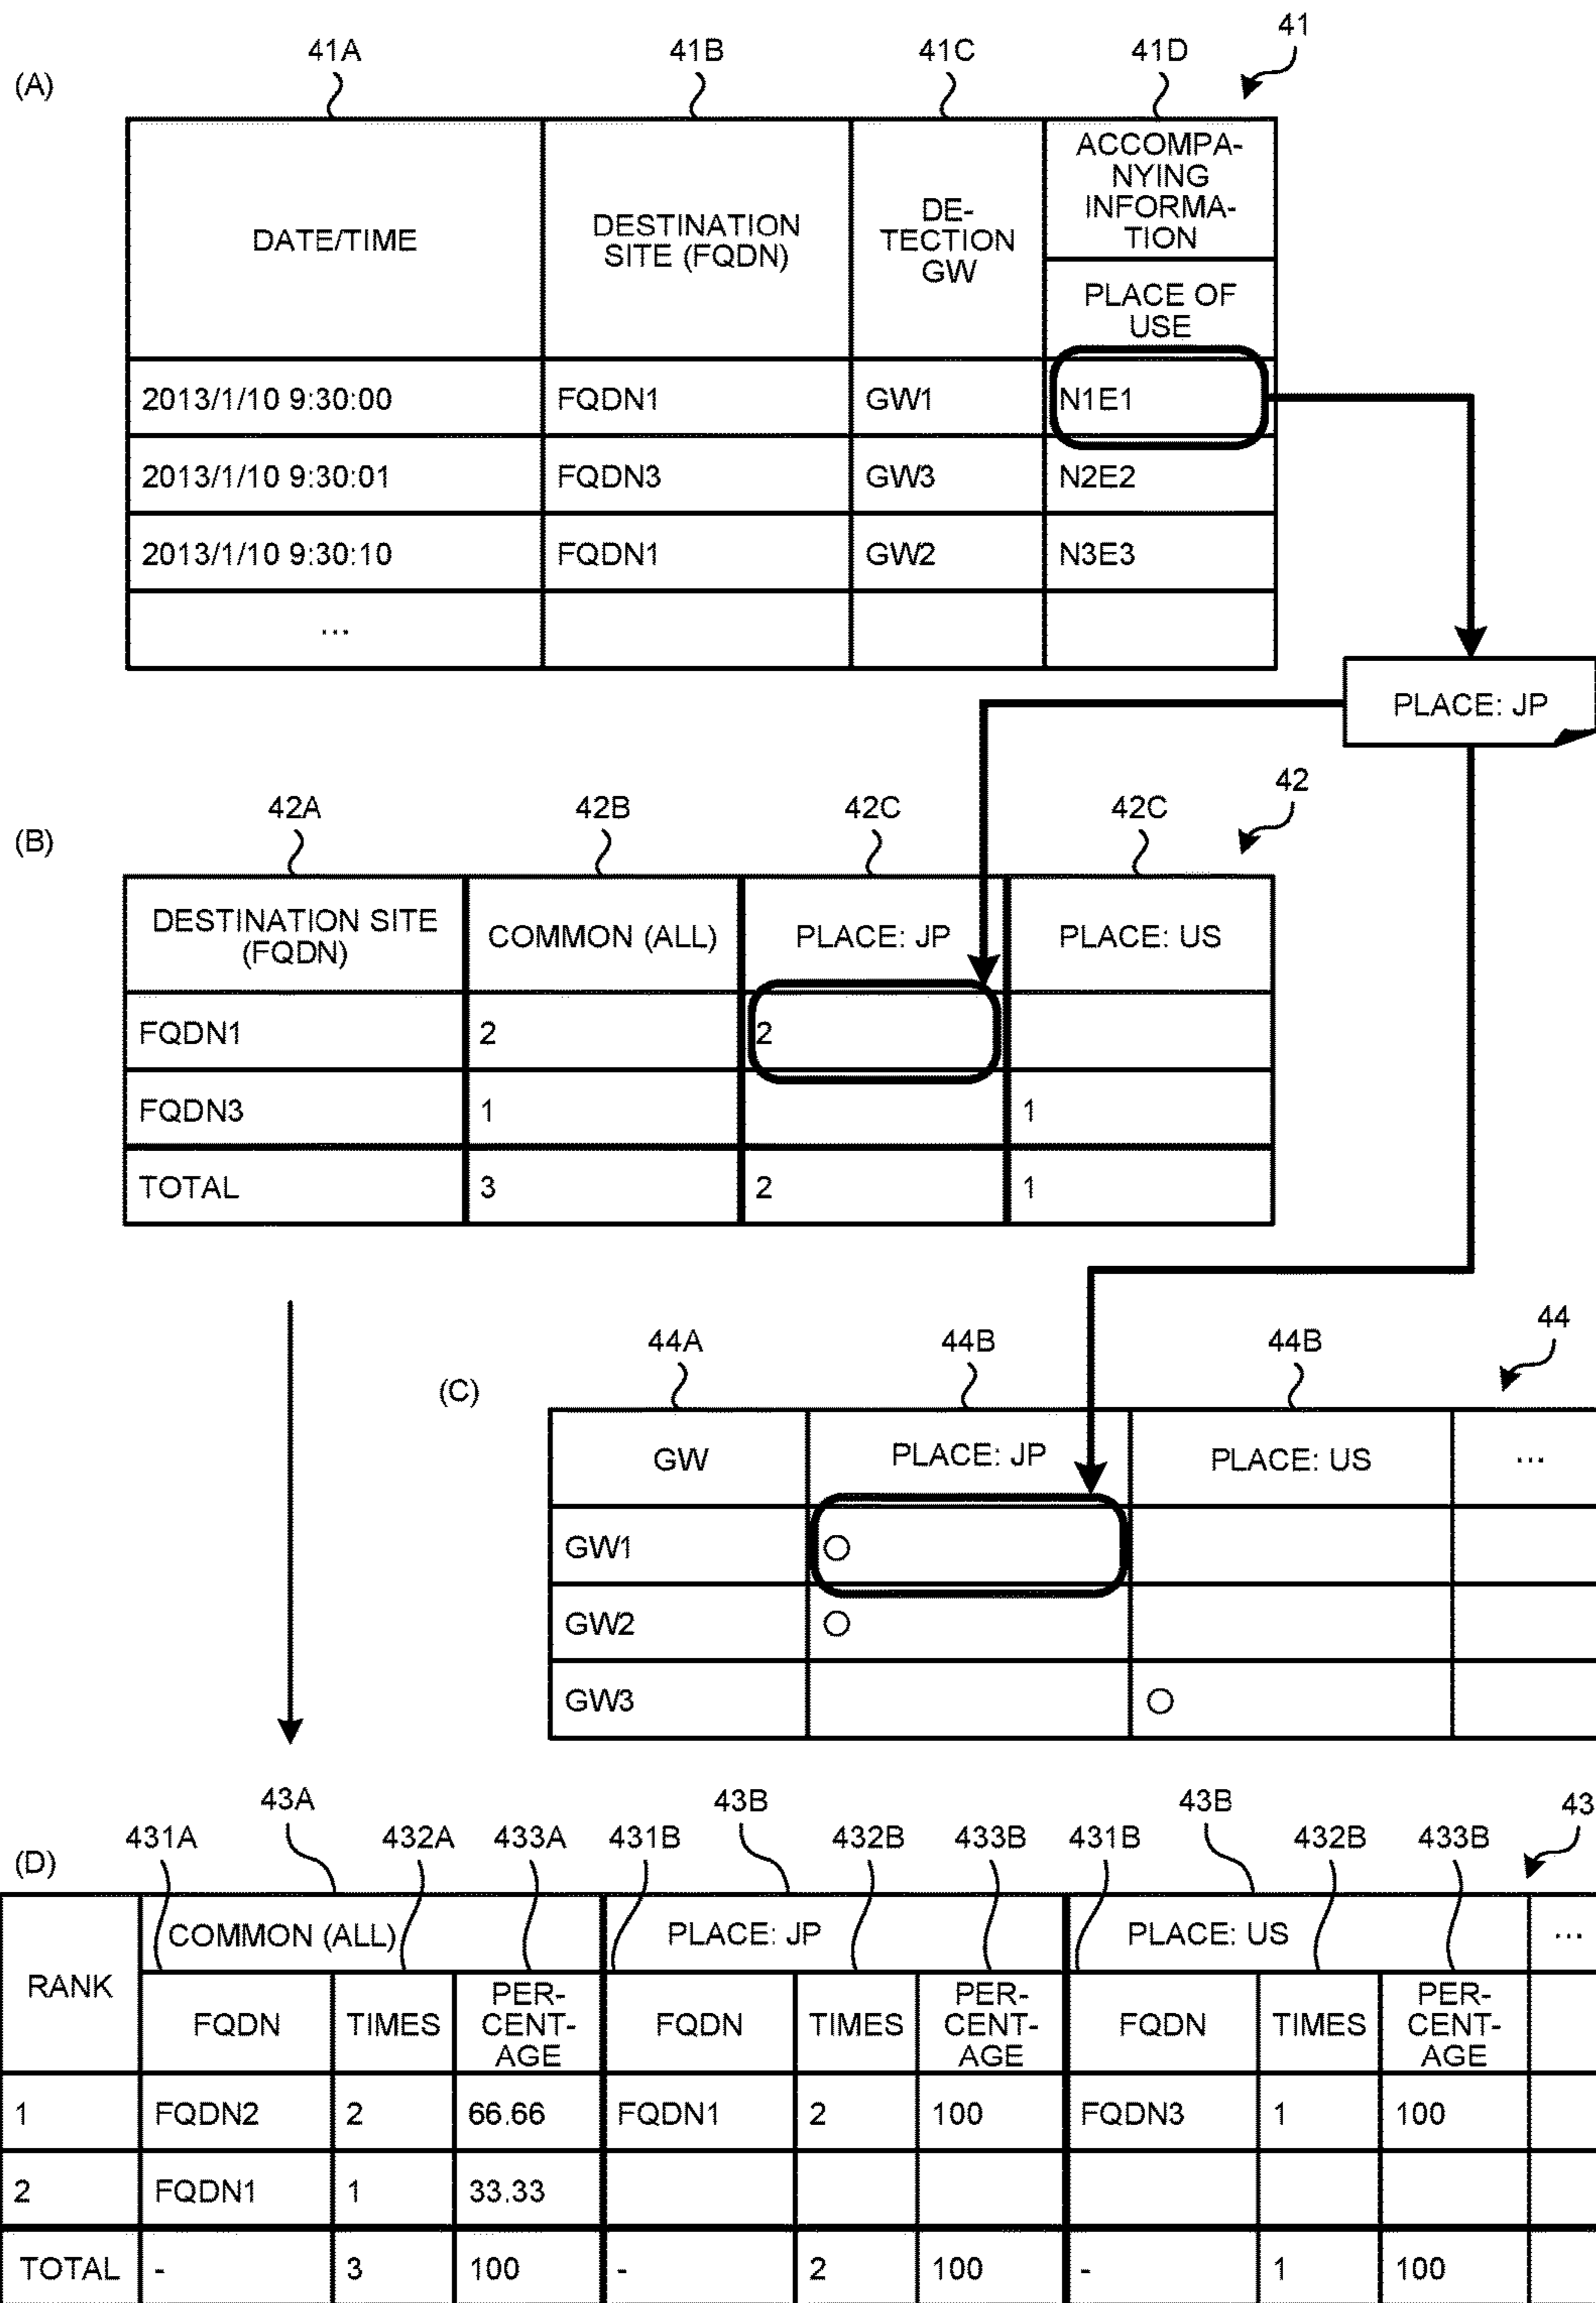 41
41A 41B 41C 41D
(A)
DATE/TIME
DESTINATION
SITE (FQDN)
DE-
TECTION
GW
ACCOMPA-
NYING
INFORMA-
TION
PLACE OF
USE
2013/1/10 9:30:00 FQDN1 GW1 N1E1
2013/1/10 9:30:01 FQDN3 GW3 N2E2
2013/1/10 9:30:10 FQDN1 GW2 N3E3
...
PLACE: JP
42
42A 42B 42C 42C
(B)
DESTINATION SITE
(FQDN)
COMMON (ALL) PLACE: JP PLACE: US
FQDN1 2 2
FQDN3 1 1
TOTAL 3 2 1
44
44A 44B 44B
(C)
GW PLACE: JP PLACE: US ...
GW1 ○
GW2 ○
GW3 ○
43A 43B 43B 43
431A 432A 433A 431B 432B 433B 431B 432B 433B
(D)
RANK
COMMON (ALL) PLACE: JP PLACE: US ...
FQDN TIMES
PER-
CENT-
AGE
FQDN TIMES
PER-
CENT-
AGE
FQDN TIMES
PER-
CENT-
AGE
1 FQDN2 2 66.66 FQDN1 2 100 FQDN3 1 100
2 FQDN1 1 33.33
TOTAL - 3 100 - 2 100 - 1 100